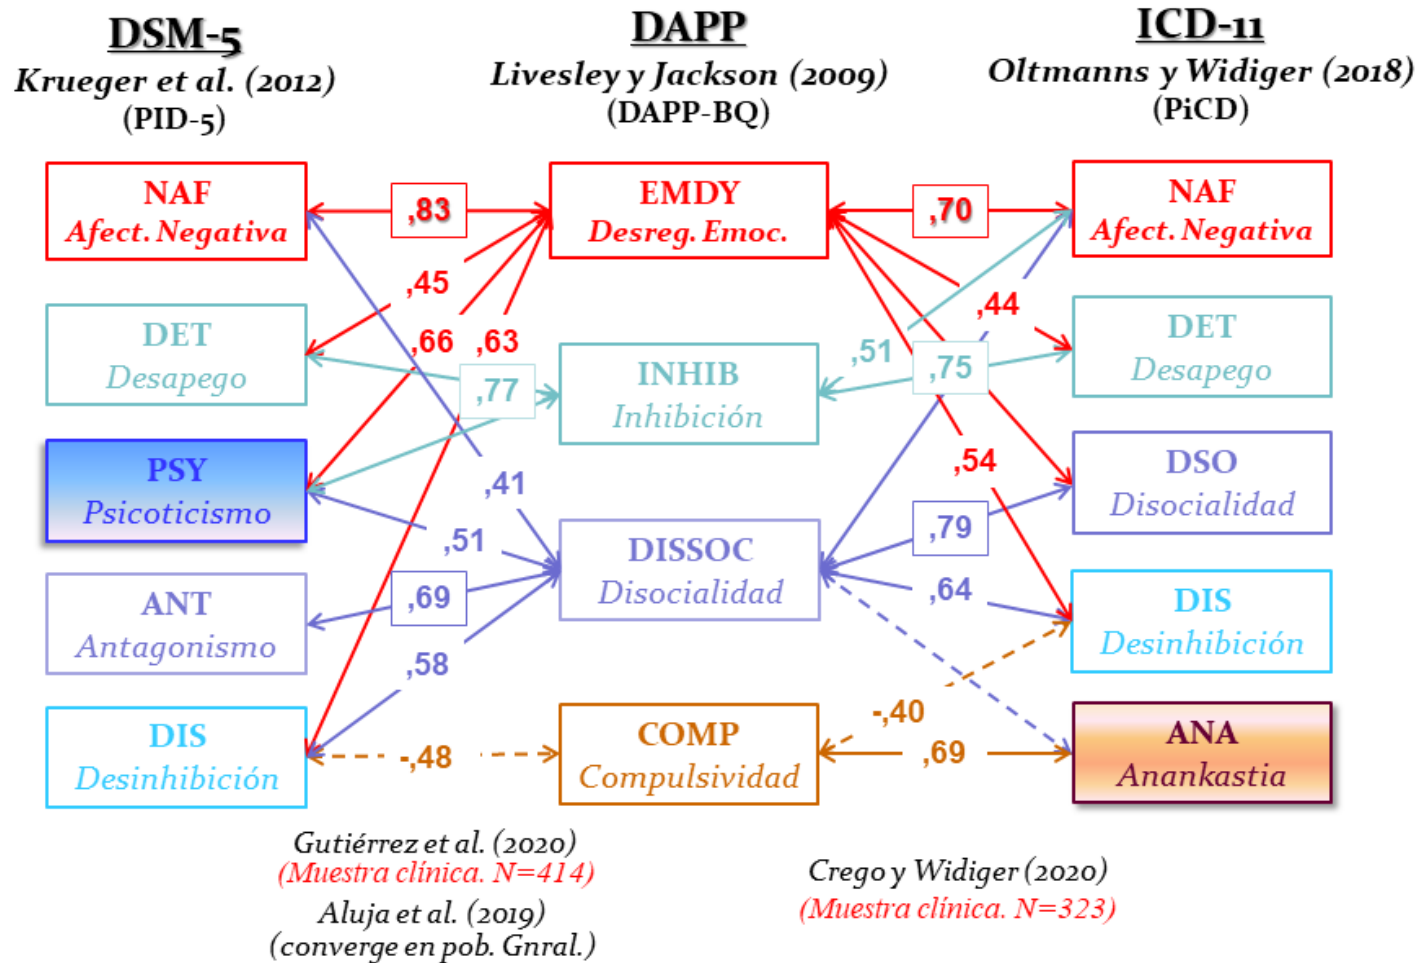 DSM-5
Krueger et al. (2012)
(PID-5)
DAPP
Livesley y Jackson (2009)
(DAPP-BQ)
ICD-11
Oltmanns y Widiger (2018)
(PiCD)
NAF
Afect. Negativa
,83
EMDY
Desreg. Emoc.
,70
NAF
Afect. Negativa
,45
,44
DET
Desapego
,66
,63
,77
INHIB
Inhibición
,51
,75
DET
Desapego
PSY
Psicoticismo
,41
,54
DSO
Disocialidad
,51
DISSOC
Disocialidad
,79
ANT
Antagonismo
,69
,64
DIS
Desinhibición
,58
DIS
Desinhibición
-,48
COMP
Compulsividad
-,40
,69
ANA
Anankastia
Gutiérrez et al. (2020)
(Muestra clínica. N=414)
Aluja et al. (2019)
(converge en pob. Gnral.)
Crego y Widiger (2020)
(Muestra clínica. N=323)